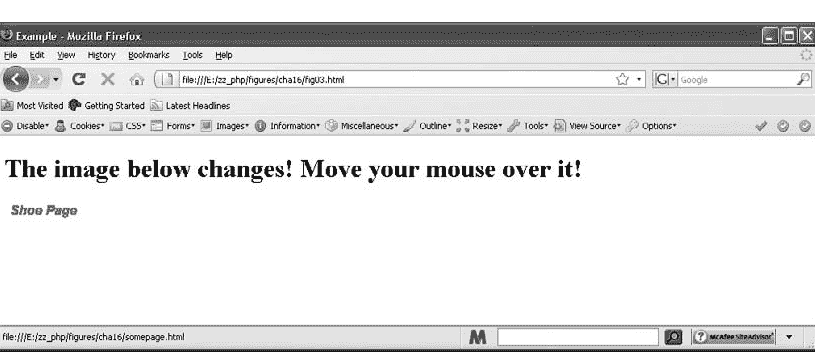 Example - Mozilla Firefox
File Edit View History Bookmarks Tools Help
file:///E:/zz_php/figures/cha16/fig03.html
Google
Most Visited Getting Started Latest Headlines
Disable Cookies CSS Forms Images Information Miscellaneous Outline Resize Tools View Source Options
The image below changes! Move your mouse over it!
Shoe Page
file:///E:/zz_php/figures/cha16/somepage.html
McAfee SiteAdvisor